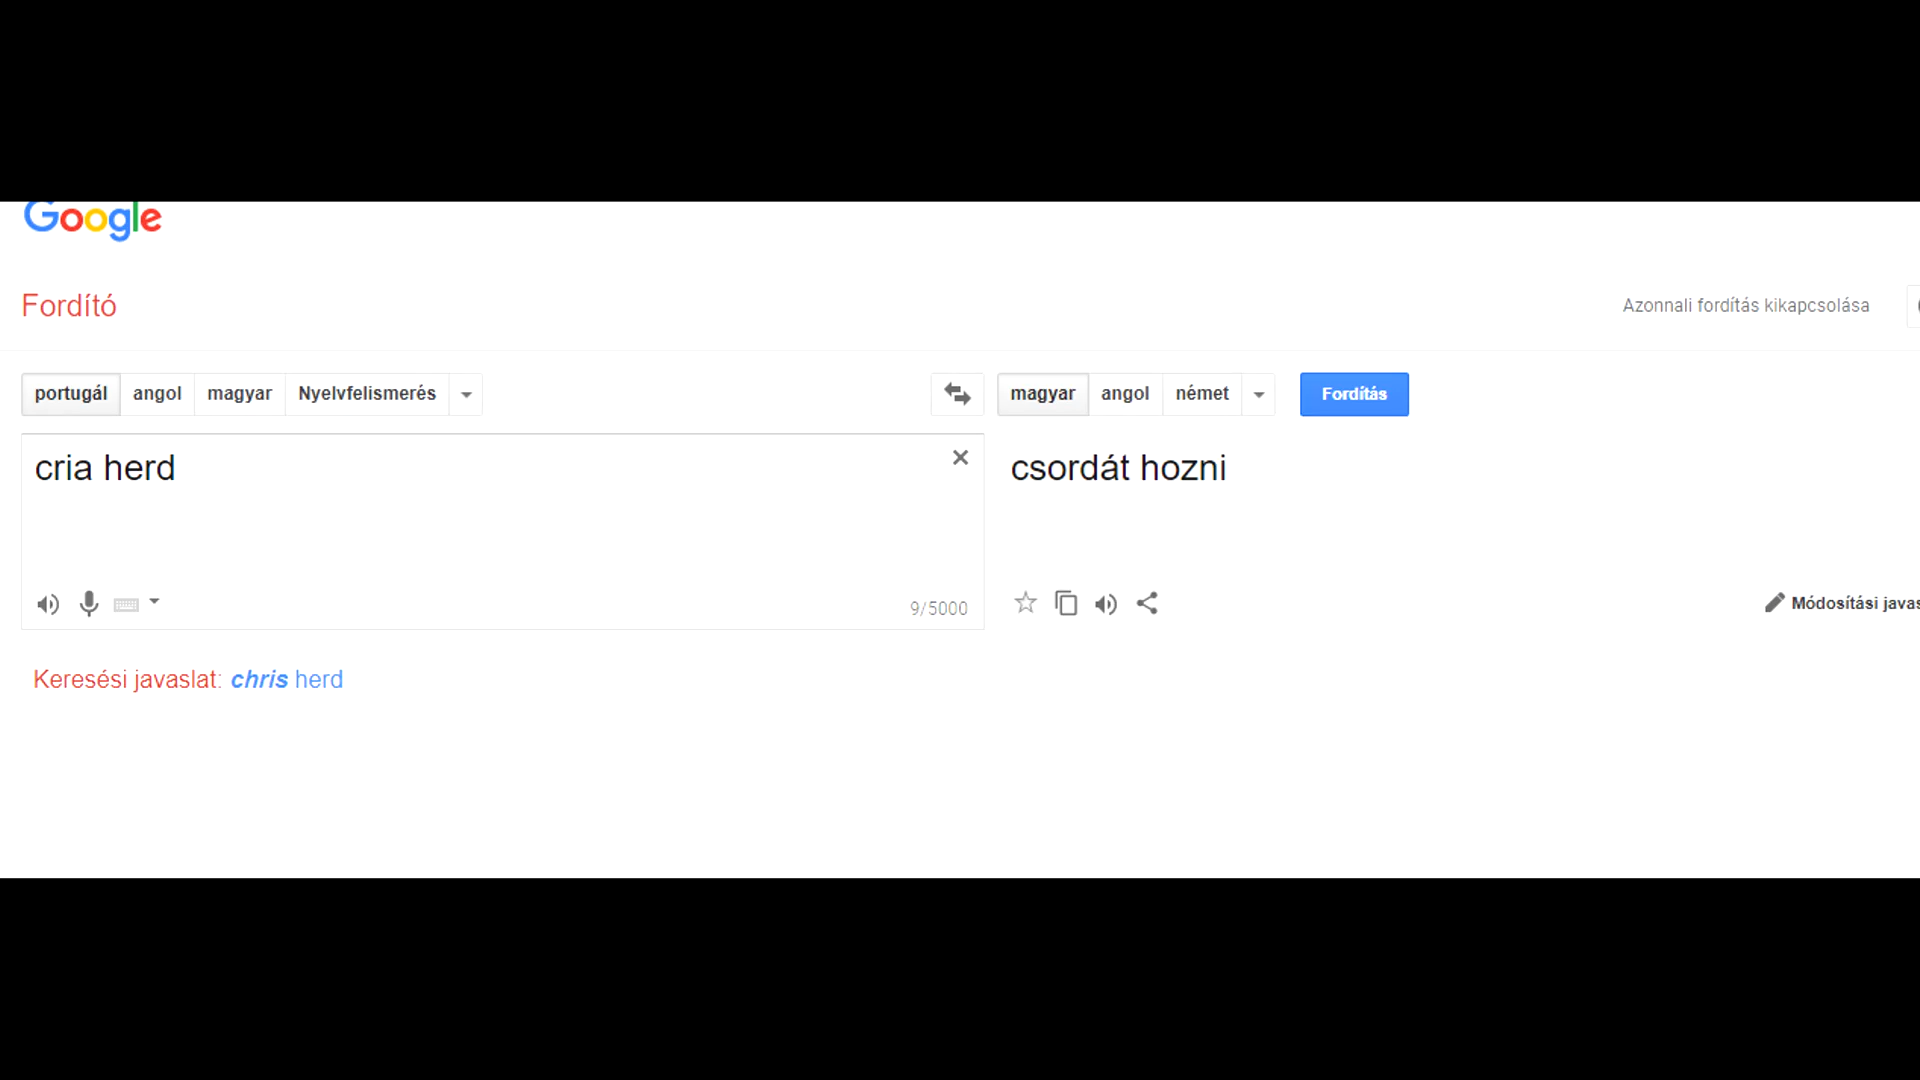 Google
Fordító
Azonnali fordítás kikapcsolása
portugál angol magyar Nyelvfelismerés
magyar angol német Fordítás
cria herd
csordát hozni
9/5000
Módosítási javas
Keresési javaslat: chris herd